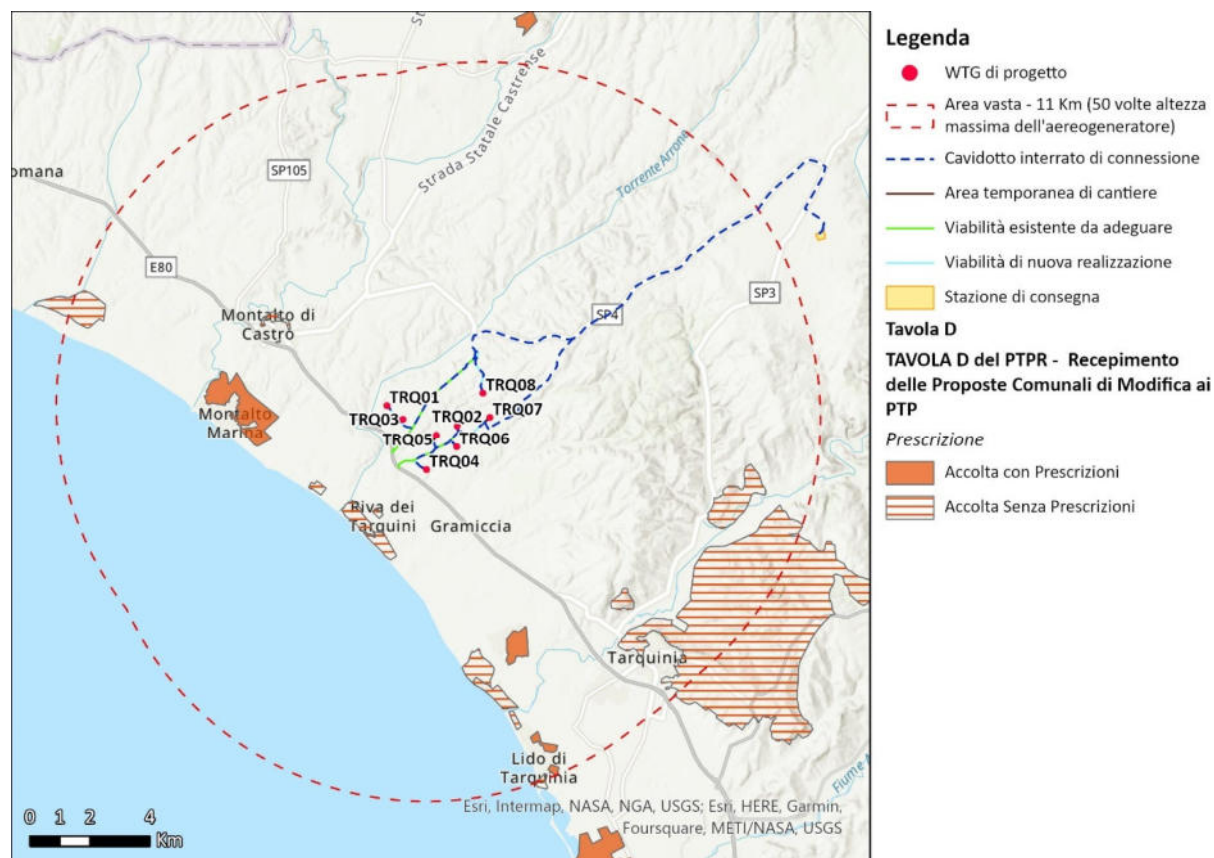 Strada Statale Castrense
Torrente Arrone
SP105
omana
E80
SP3
SP4
Montalto di
Castro
TRQ08
TRQ01
TRQ07
TRQ03
TRQ02
Montalto
Marina
TRQ05
TRQ06
TRQ04
Riva dei
Tarquini
Gramiccia
Tarquinia
Lido di
Tarquinia
Fiume
Esri, Intermap, NASA, NGA, USGS; Esri, HERE, Garmin,
Foursquare, METI/NASA, USGS
0 1 2 4
Km
Legenda
WTG di progetto
Area vasta - 11 Km (50 volte altezza
massima dell'aereogeneratore)
Cavidotto interrato di connessione
Area temporanea di cantiere
Viabilità esistente da adeguare
Viabilità di nuova realizzazione
Stazione di consegna
Tavola D
TAVOLA D del PTPR - Recepimento
delle Proposte Comunali di Modifica ai
PTP
Prescrizione
Accolta con Prescrizioni
Accolta Senza Prescrizioni